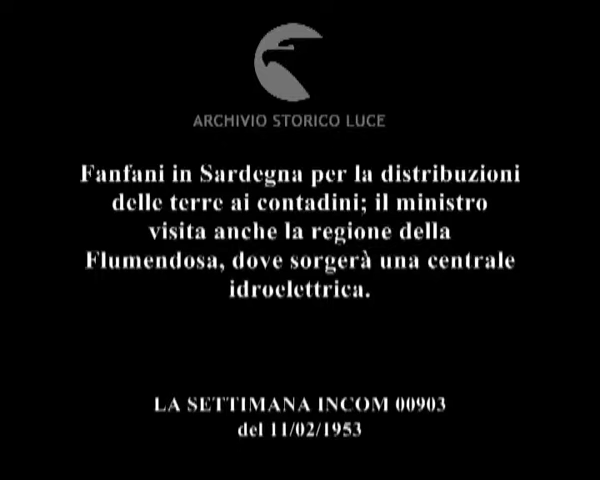 ARCHIVIO STORICO LUCE
Fanfani in Sardegna per la distribuzioni
delle terre ai contadini; il ministro
visita anche la regione della
Flumendosa, dove sorgerà una centrale
idroelettrica.
LA SETTIMANA INCOM 00903
del 11/02/1953